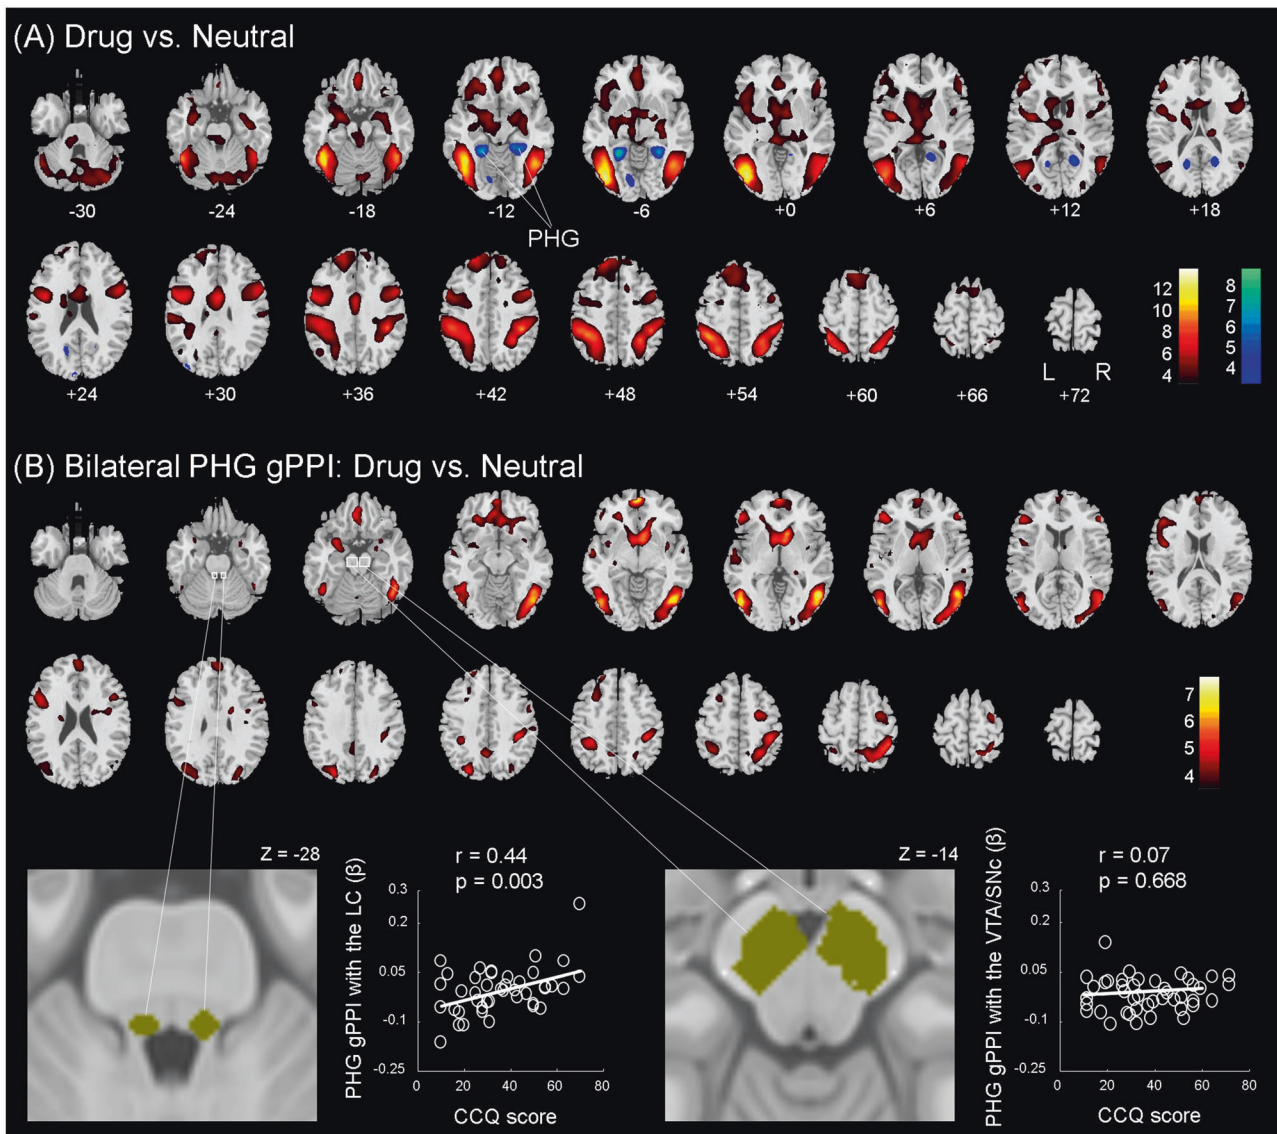 (A) Drug vs. Neutral
-30 -24 -18 -12 -6 +0 +6 +12 +18
PHG
+24 +30 +36 +42 +48 +54 +60 +66 +72
L R
12
10
8
6
4
8
7
6
5
4
(B) Bilateral PHG gPPI: Drug vs. Neutral
7
6
5
4
Z = -28
PHG gPPI with the LC (β)
r = 0.44
p = 0.003
0.3
0.2
0.05
-0.1
-0.25
0 20 40 60 80
CCQ score
Z = -14
PHG gPPI with the VTA/SNc (β)
r = 0.07
p = 0.668
0.3
0.2
0.05
-0.1
-0.25
0 20 40 60 80
CCQ score